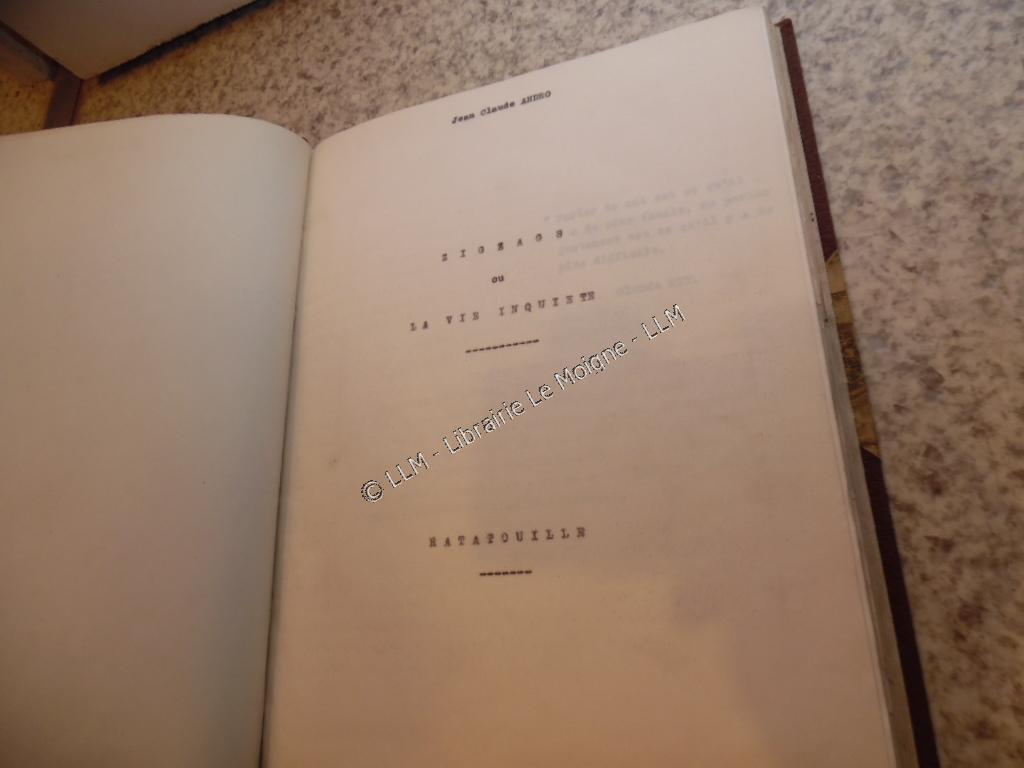 Jean Claude ANDRO
Z I G Z A G S
ou
L A  V I E  I N Q U I E T E
R A T A T O U I L L E
© LLM - Librairie Le Moigne - LLM